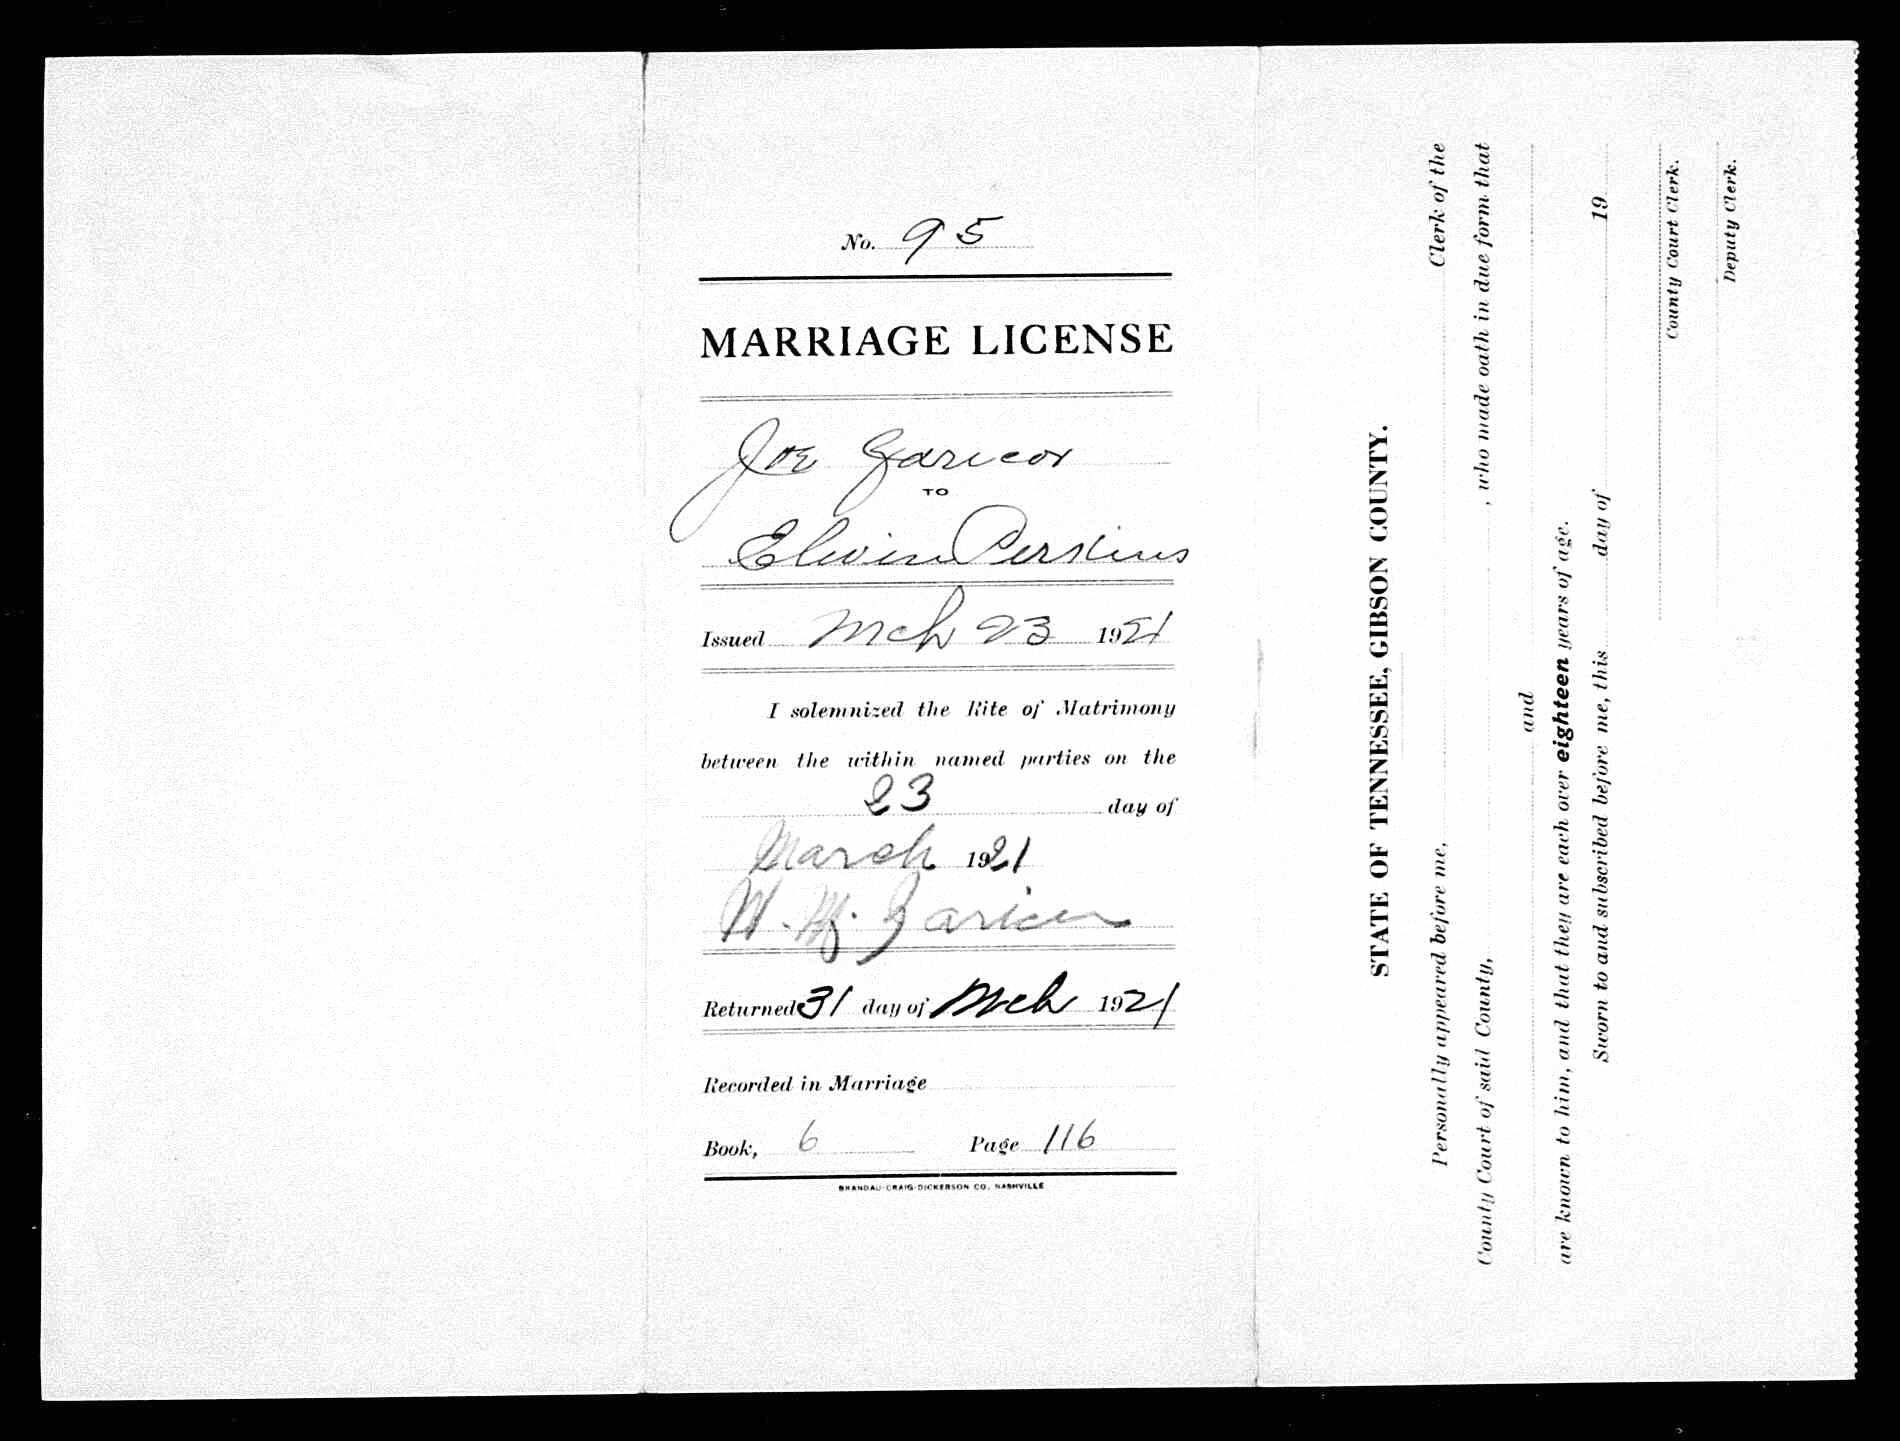 No. 95
MARRIAGE LICENSE
Joe
TO
Elwin Perkins
Issued Mch 23 1921
I solemnized the Rite of Matrimony
between the within named parties on the
23 day of
March 1921
Returned 31 day of Mch 1921
Recorded in Marriage
Book, 6 Page 116
BRANDAU-CRAIG-DICKERSON CO. NASHVILLE
STATE OF TENNESSEE, GIBSON COUNTY.
Personally appeared before me, Clerk of the
County Court of said County, , who made oath in due form that
and
are known to him, and that they are each over eighteen years of age.
Sworn to and subscribed before me, this day of 19
County Court Clerk.
Deputy Clerk.